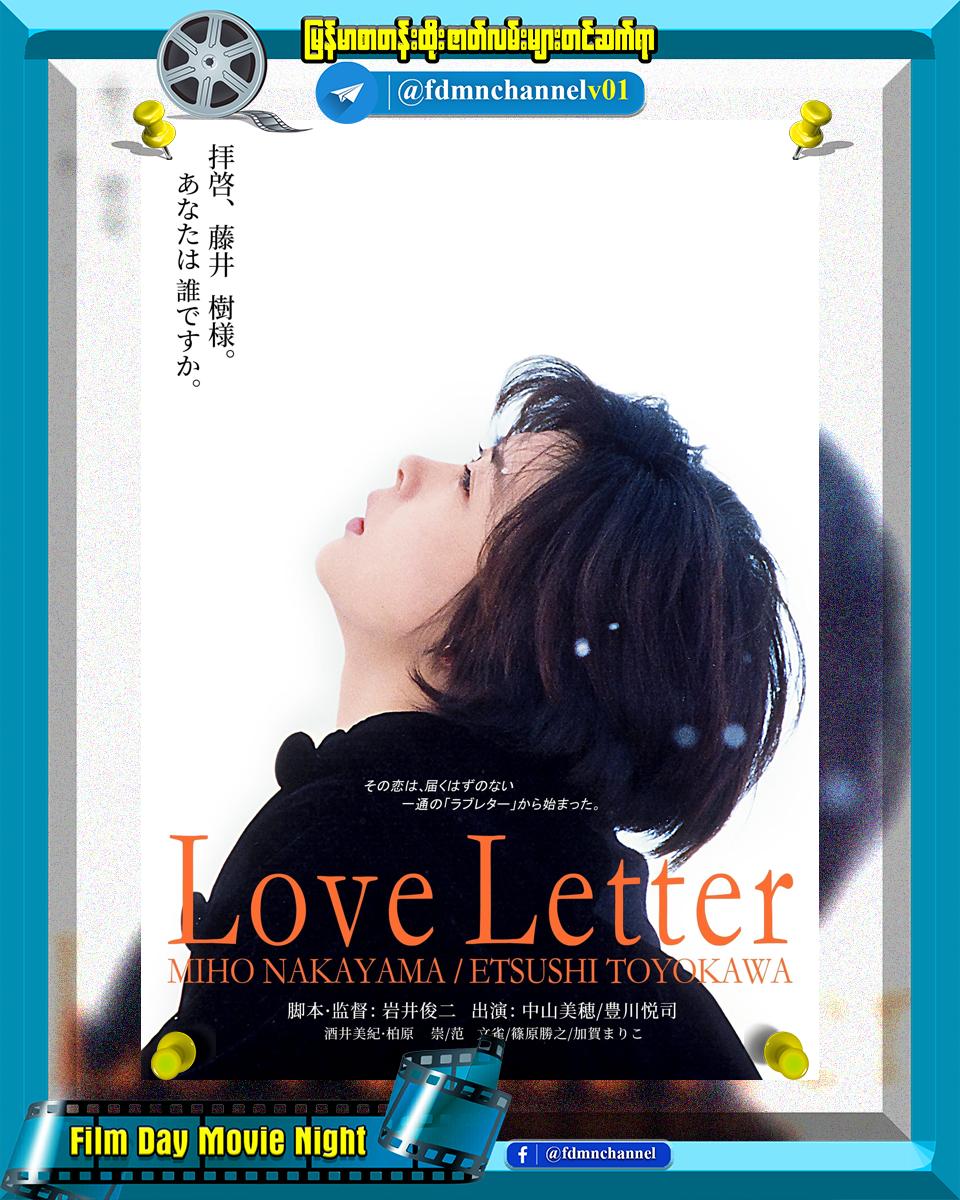 မြန်မာစာတန်းထိုးဇာတ်လမ်းများတင်ဆက်ရာ
@fdmnchannelv01
拝啓、藤井 樹様。
あなたは 誰ですか。
その恋は、届くはずのない
一通の「ラブレター」から始まった。
Love Letter
MIHO NAKAYAMA / ETSUSHI TOYOKAWA
脚本・監督：岩井俊二 出演：中山美穂/豊川悦司
酒井美紀・柏原 崇/范 文雀/篠原勝之/加賀まりこ
Film Day Movie Night
@fdmnchannel